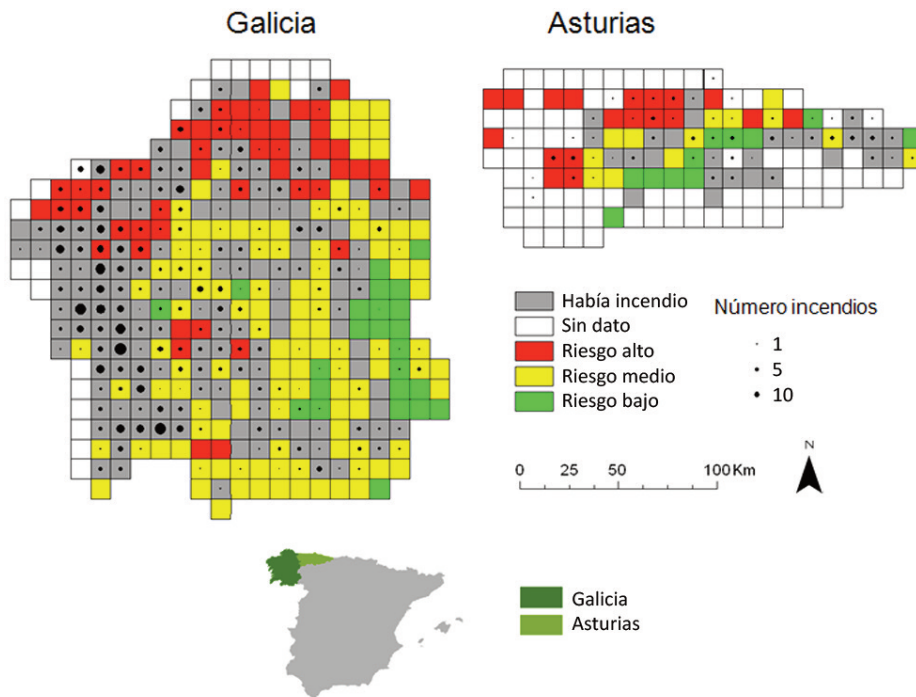 Galicia
Asturias
Había incendio
Sin dato
Riesgo alto
Riesgo medio
Riesgo bajo
Número incendios
1
5
10
N
0 25 50 100 Km
Galicia
Asturias